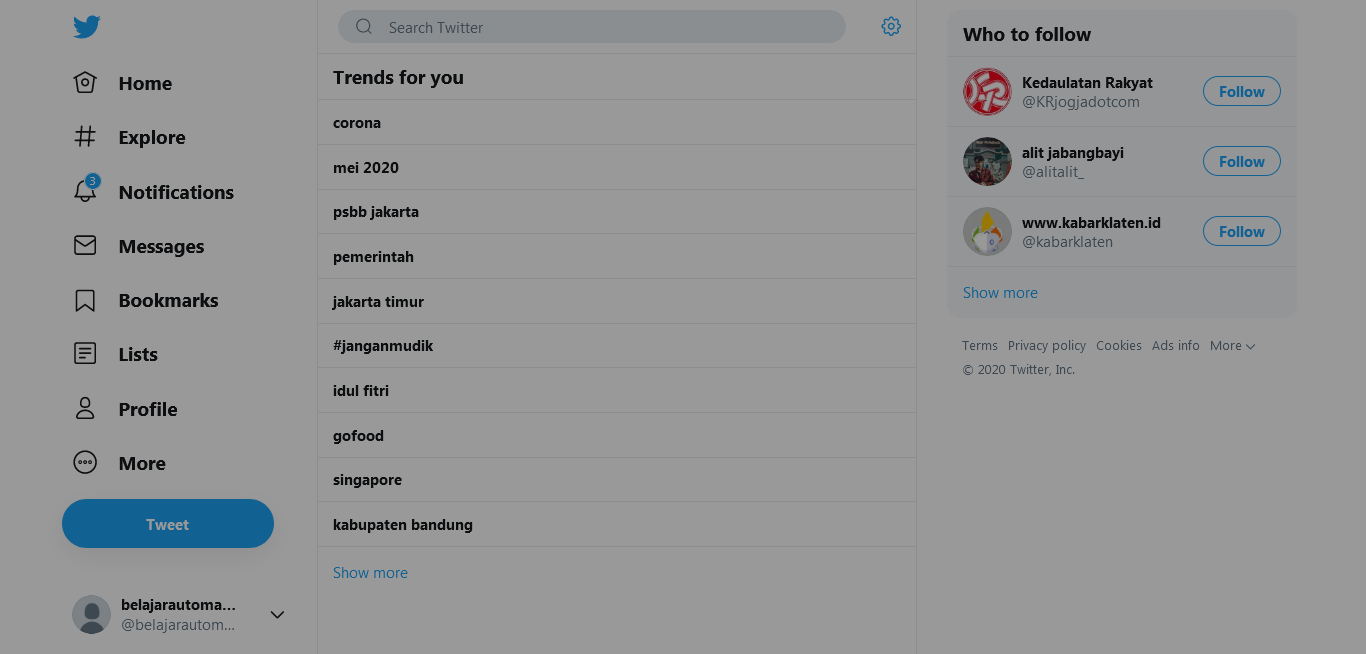 Home
Explore
3
Notifications
Messages
Bookmarks
Lists
Profile
More
Tweet
belajarautoma...
@belajarautom...
Search Twitter
Trends for you
corona
mei 2020
psbb jakarta
pemerintah
jakarta timur
#janganmudik
idul fitri
gofood
singapore
kabupaten bandung
Show more
Who to follow
Kedaulatan Rakyat
@KRjogjadotcom
Follow
alit jabangbayi
@alitalit_
Follow
www.kabarklaten.id
@kabarklaten
Follow
Show more
Terms Privacy policy Cookies Ads info More
© 2020 Twitter, Inc.